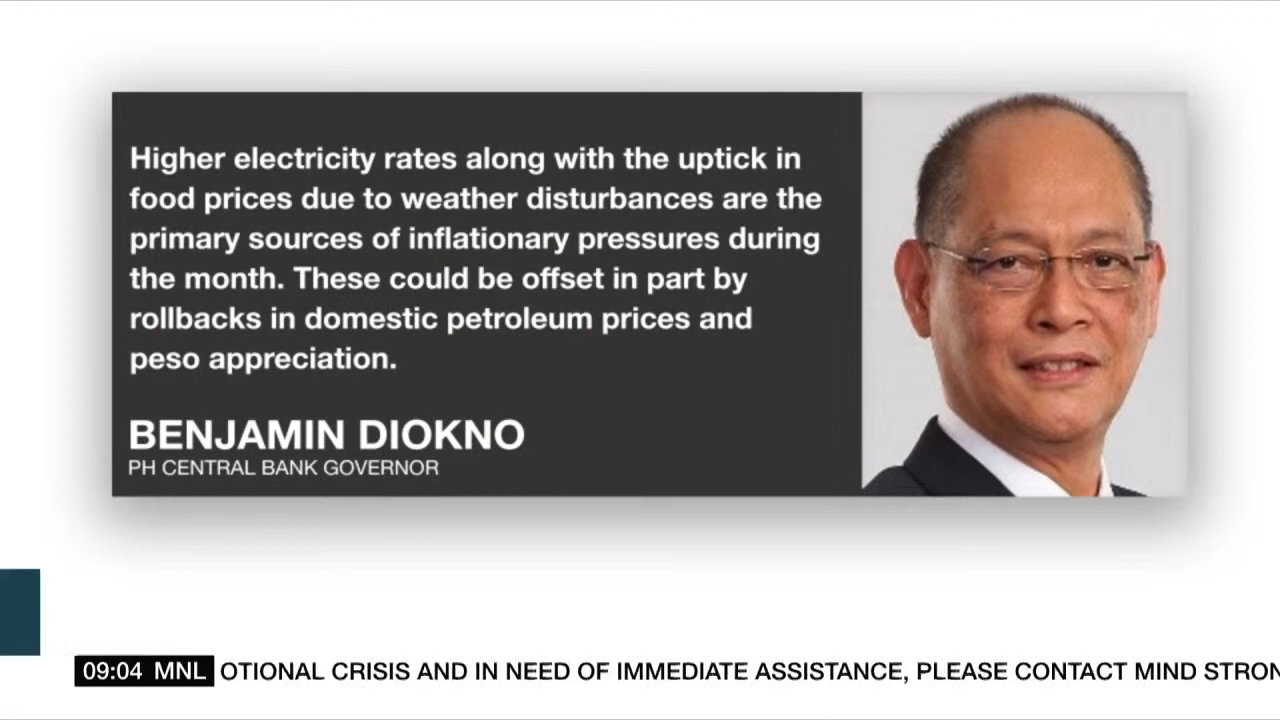 Higher electricity rates along with the uptick in
food prices due to weather disturbances are the
primary sources of inflationary pressures during
the month. These could be offset in part by
rollbacks in domestic petroleum prices and
peso appreciation.
BENJAMIN DIOKNO
PH CENTRAL BANK GOVERNOR
09:04 MNL OTIONAL CRISIS AND IN NEED OF IMMEDIATE ASSISTANCE, PLEASE CONTACT MIND STRON